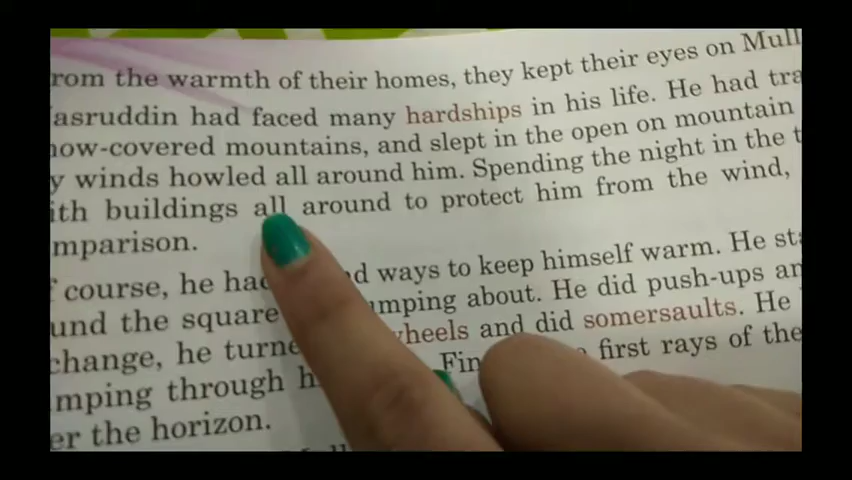 rom the warmth of their homes, they kept their eyes on Mull
asruddin had faced many hardships in his life. He had tra
now-covered mountains, and slept in the open on mountain
y winds howled all around him. Spending the night in the t
ith buildings all around to protect him from the wind,
mparison.
f course, he had nd ways to keep himself warm. He sta
und the square mping about. He did push-ups an
change, he turne wheels and did somersaults. He
mping through h Fin first rays of the
er the horizon.